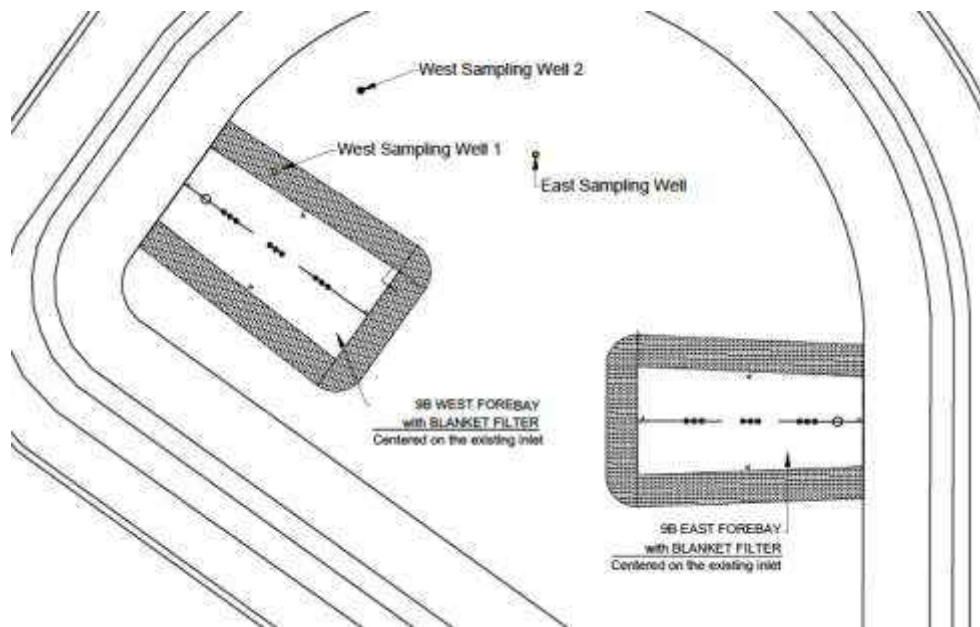 West Sampling Well 2
West Sampling Well 1
East Sampling Well
9B WEST FOREBAY
with BLANKET FILTER
Centered on the existing inlet
9B EAST FOREBAY
with BLANKET FILTER
Centered on the existing inlet